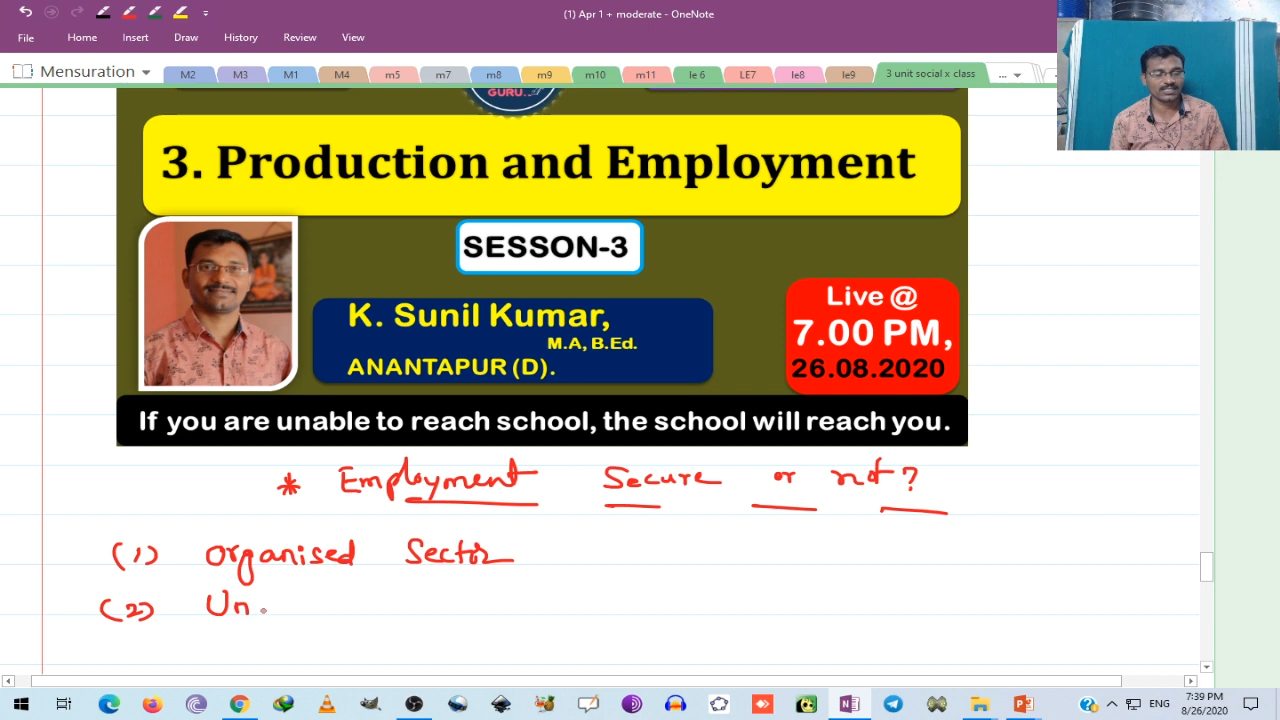 (1) Apr 1 + moderate - OneNote
File Home Insert Draw History Review View
Mensuration M2 M3 M1 M4 m5 m7 m8 m9 m10 m11 le 6 LE7 le8 le9 3 unit social x class ...
GURU..
3. Production and Employment
SESSON-3
K. Sunil Kumar,
M.A, B.Ed.
ANANTAPUR (D).
Live @
7.00 PM,
26.08.2020
If you are unable to reach school, the school will reach you.
* Employment Secure or not?
(1) Organised Sector
(2) Un
ENG 7:39 PM
8/26/2020